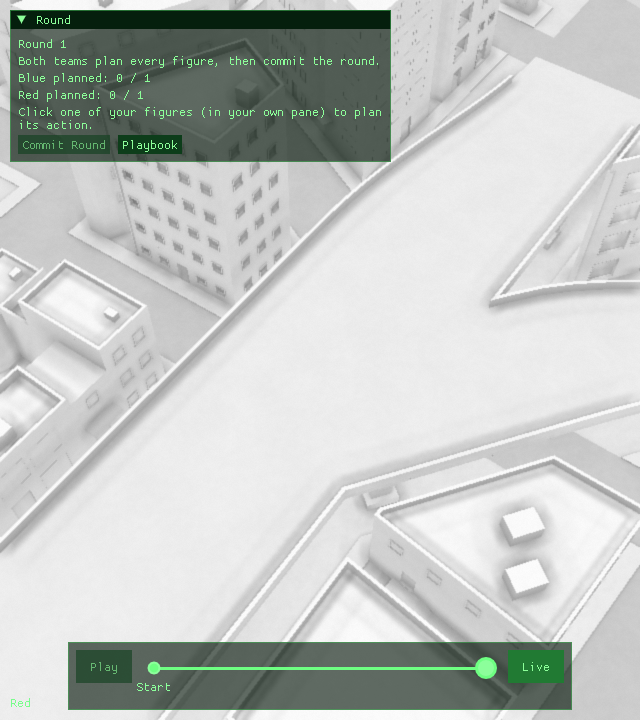 Round
Round 1
Both teams plan every figure, then commit the round.
Blue planned: 0 / 1
Red planned: 0 / 1
Click one of your figures (in your own pane) to plan
its action.
Commit Round Playbook
Play
Live
Start
Red